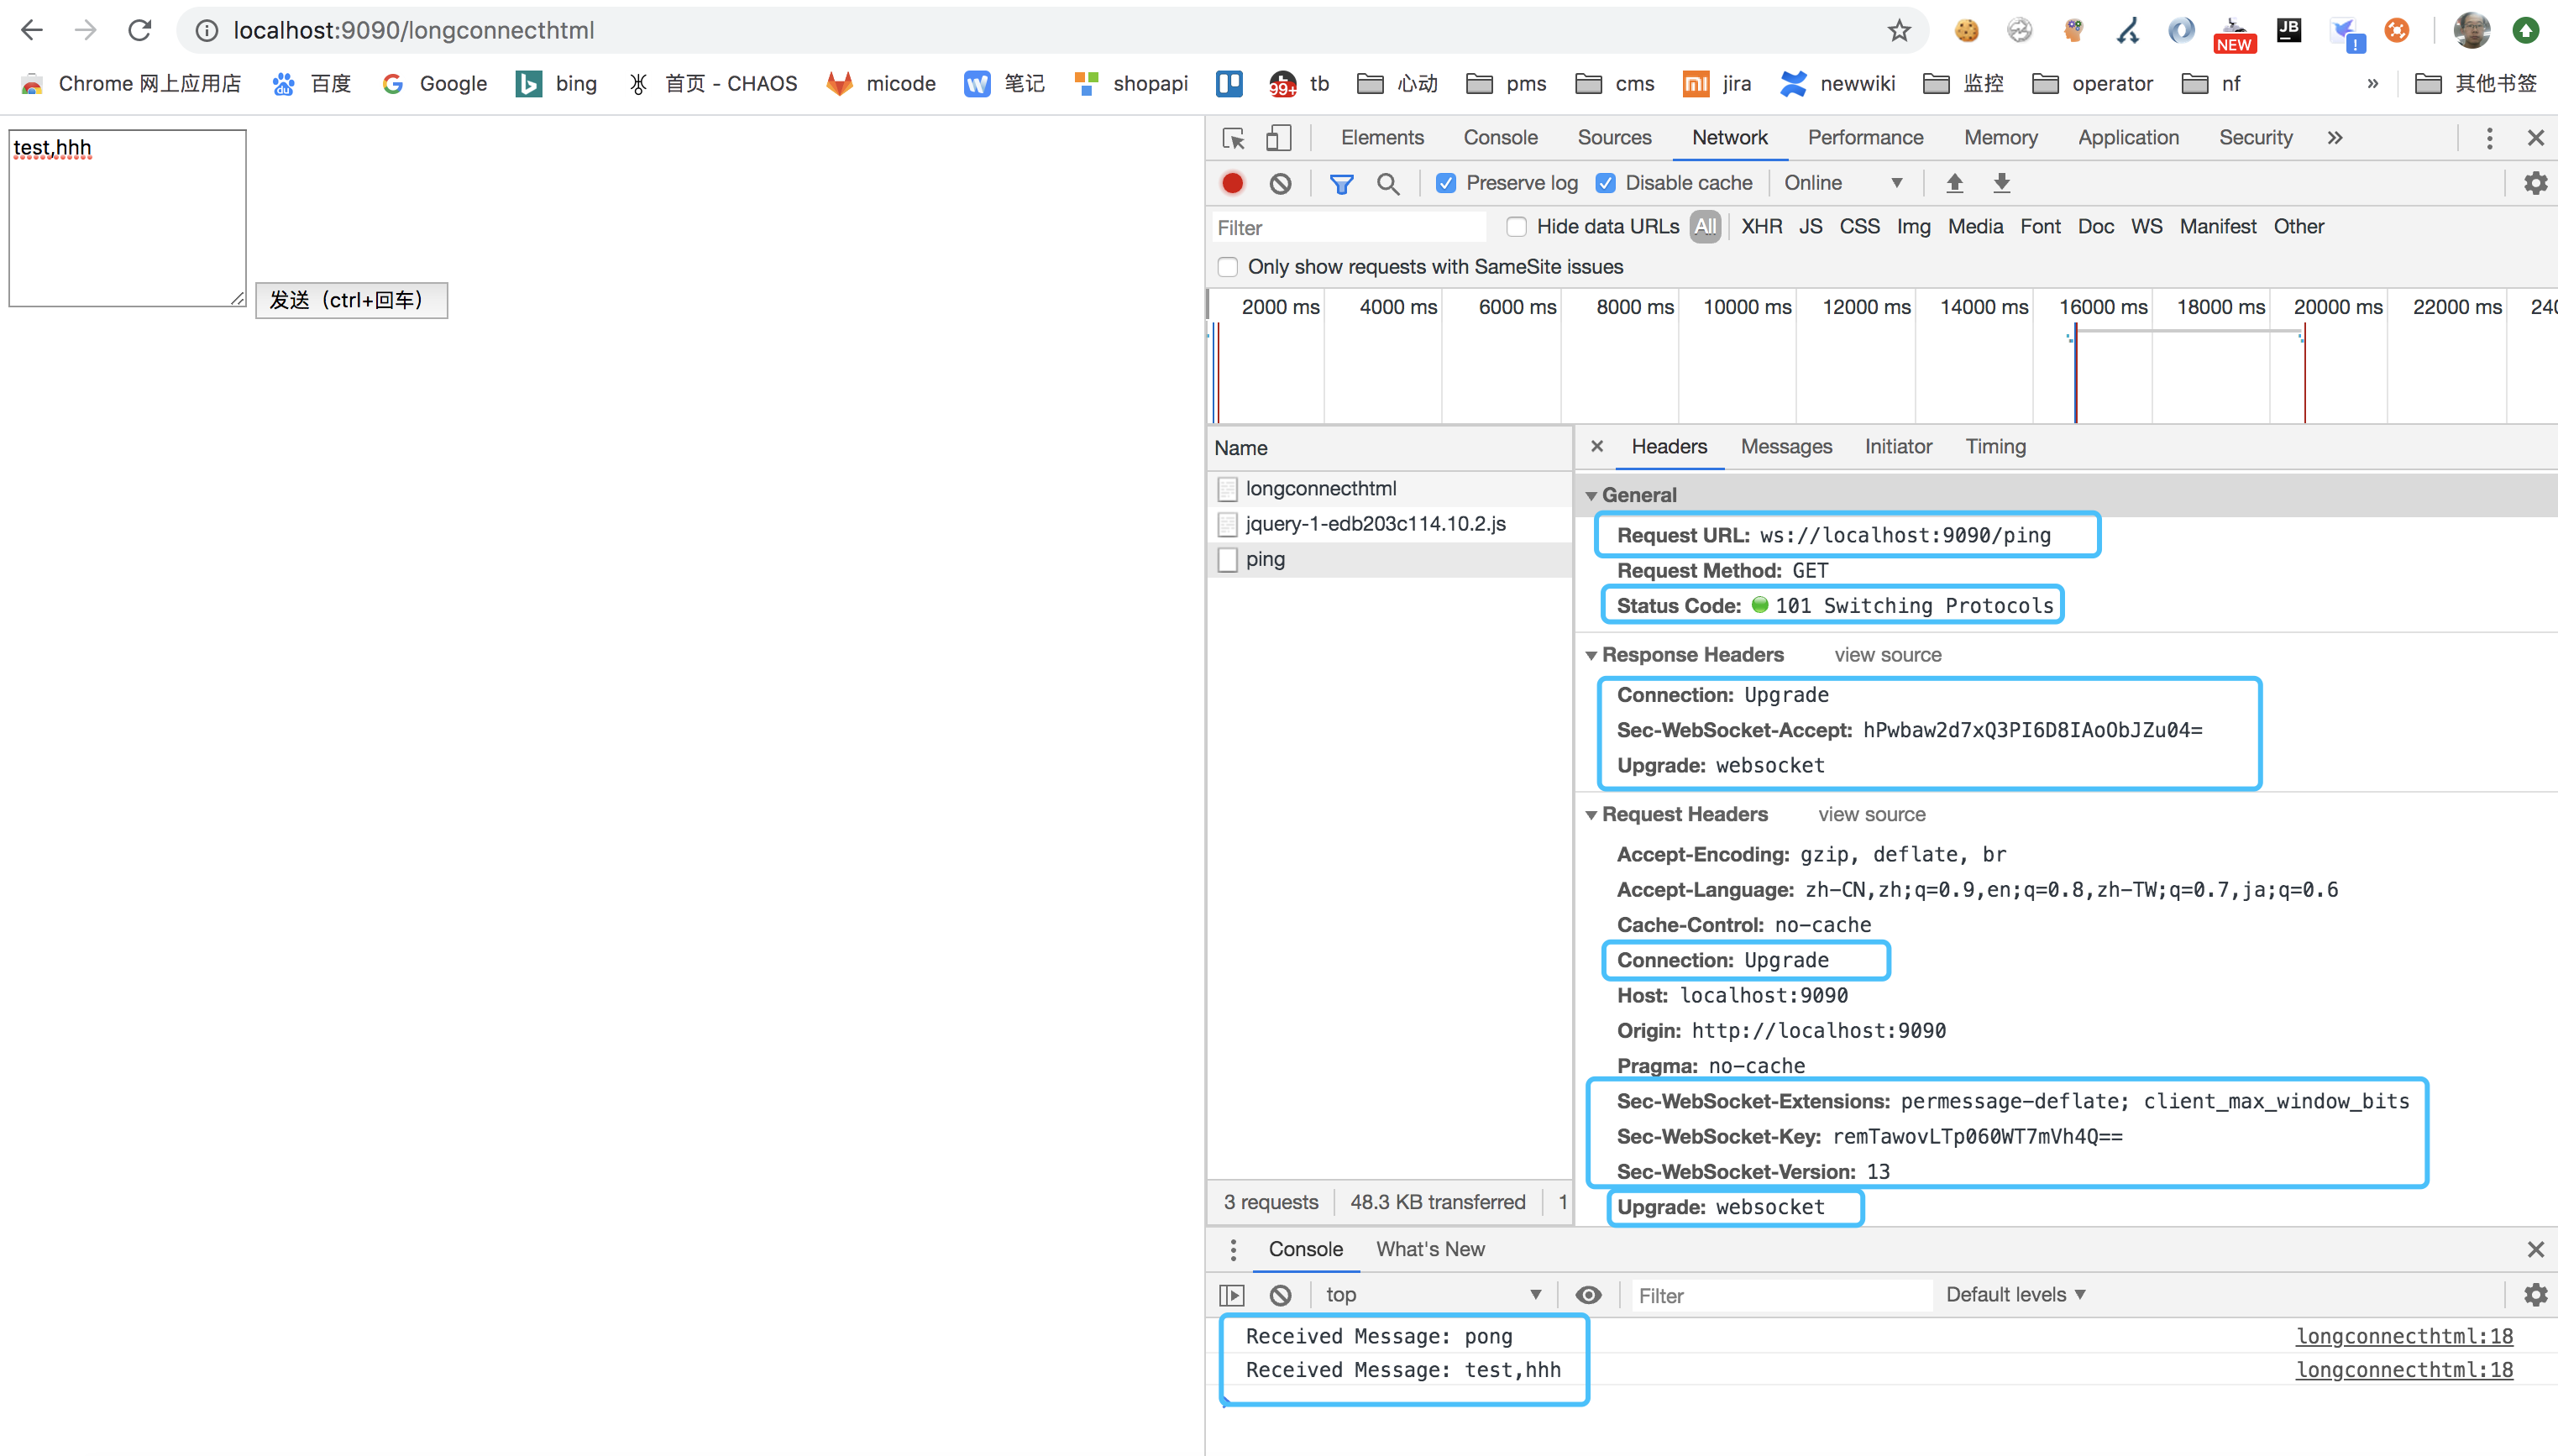 localhost:9090/longconnecthtml
NEW
JB
!
Chrome 网上应用店 百度 Google bing 首页 - CHAOS micode 笔记 shopapi 99+ tb 心动 pms cms jira newwiki 监控 operator nf » 其他书签
test,hhh
发送（ctrl+回车）
Elements Console Sources Network Performance Memory Application Security »
Preserve log Disable cache Online
Filter Hide data URLs All XHR JS CSS Img Media Font Doc WS Manifest Other
Only show requests with SameSite issues
2000 ms 4000 ms 6000 ms 8000 ms 10000 ms 12000 ms 14000 ms 16000 ms 18000 ms 20000 ms 22000 ms 240
Name
longconnecthtml
jquery-1-edb203c114.10.2.js
ping
3 requests 48.3 KB transferred 1
Headers Messages Initiator Timing
General
Request URL: ws://localhost:9090/ping
Request Method: GET
Status Code: 101 Switching Protocols
Response Headers view source
Connection: Upgrade
Sec-WebSocket-Accept: hPwbaw2d7xQ3PI6D8IAoObJZu04=
Upgrade: websocket
Request Headers view source
Accept-Encoding: gzip, deflate, br
Accept-Language: zh-CN,zh;q=0.9,en;q=0.8,zh-TW;q=0.7,ja;q=0.6
Cache-Control: no-cache
Connection: Upgrade
Host: localhost:9090
Origin: http://localhost:9090
Pragma: no-cache
Sec-WebSocket-Extensions: permessage-deflate; client_max_window_bits
Sec-WebSocket-Key: remTawovLTp060WT7mVh4Q==
Sec-WebSocket-Version: 13
Upgrade: websocket
Console What's New
top Filter Default levels
Received Message: pong longconnecthtml:18
Received Message: test,hhh longconnecthtml:18